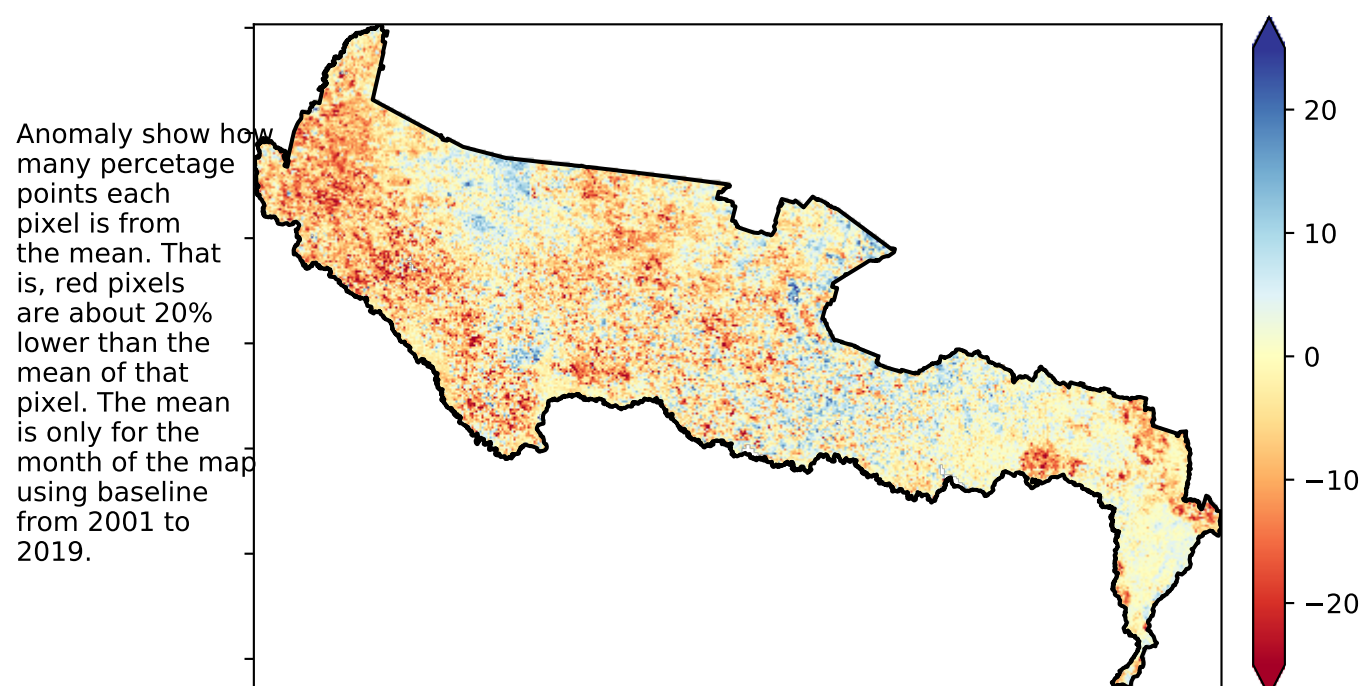 Anomaly show how
many percetage
points each
pixel is from
the mean. That
is, red pixels
are about 20%
lower than the
mean of that
pixel. The mean
is only for the
month of the map
using baseline
from 2001 to
2019.
20
10
0
−10
−20